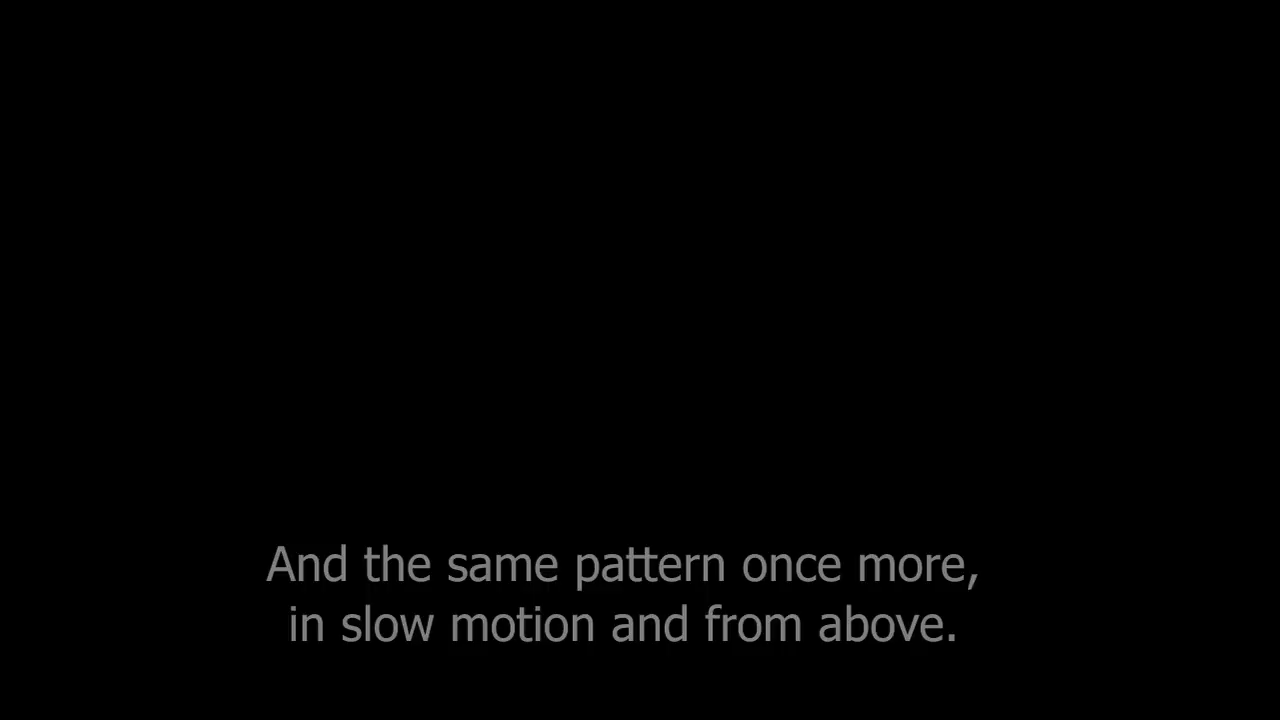 And the same pattern once more,
in slow motion and from above.